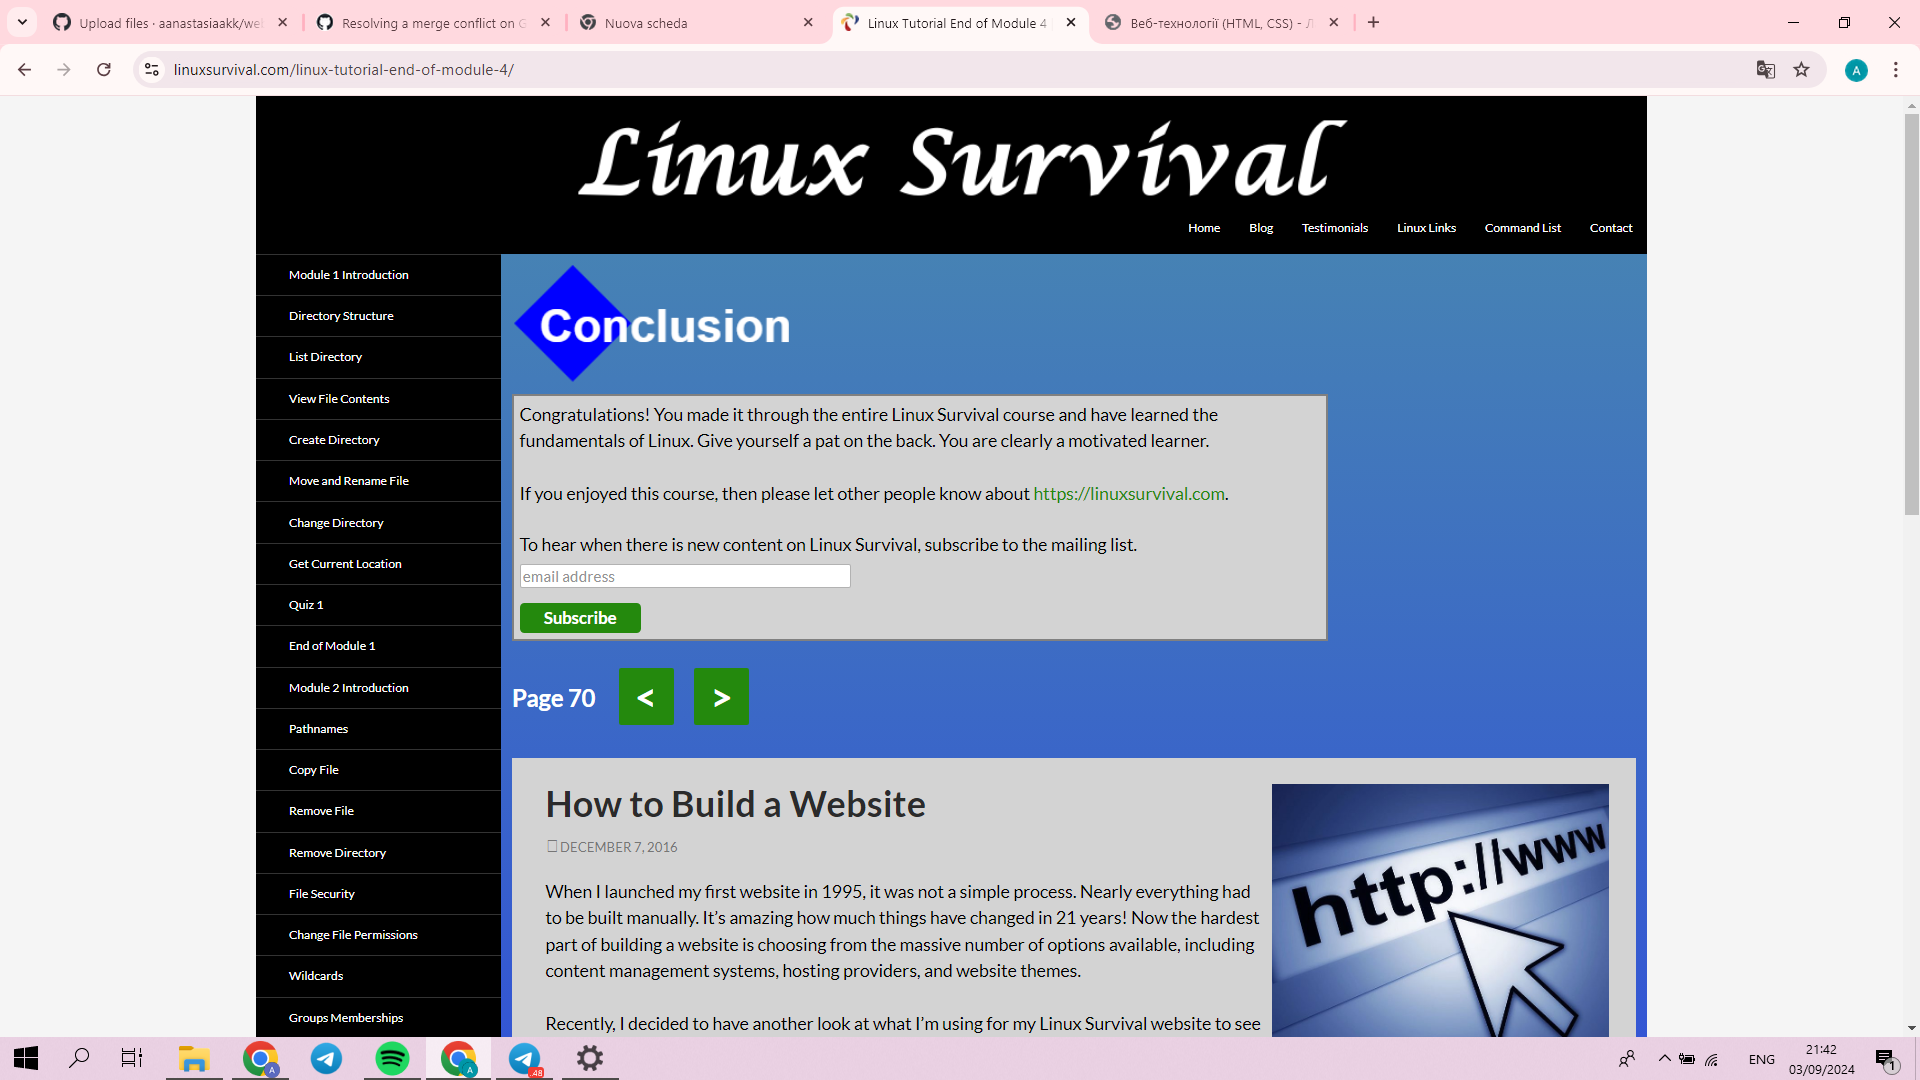 Upload files · aanastasiaakk/we
Resolving a merge conflict on G
Nuova scheda
Linux Tutorial End of Module 4
Веб-технології (HTML, CSS) - Л
linuxsurvival.com/linux-tutorial-end-of-module-4/
A
Linux Survival
Home
Blog
Testimonials
Linux Links
Command List
Contact
Module 1 Introduction
Directory Structure
List Directory
View File Contents
Create Directory
Move and Rename File
Change Directory
Get Current Location
Quiz 1
End of Module 1
Module 2 Introduction
Pathnames
Copy File
Remove File
Remove Directory
File Security
Change File Permissions
Wildcards
Groups Memberships
Conclusion
Congratulations! You made it through the entire Linux Survival course and have learned the
fundamentals of Linux. Give yourself a pat on the back. You are clearly a motivated learner.
If you enjoyed this course, then please let other people know about https://linuxsurvival.com.
To hear when there is new content on Linux Survival, subscribe to the mailing list.
email address
Subscribe
Page 70 < >
How to Build a Website
DECEMBER 7, 2016
When I launched my first website in 1995, it was not a simple process. Nearly everything had
to be built manually. It’s amazing how much things have changed in 21 years! Now the hardest
part of building a website is choosing from the massive number of options available, including
content management systems, hosting providers, and website themes.
Recently, I decided to have another look at what I’m using for my Linux Survival website to see
http://www
A
A
48
ENG
21:42
03/09/2024
1